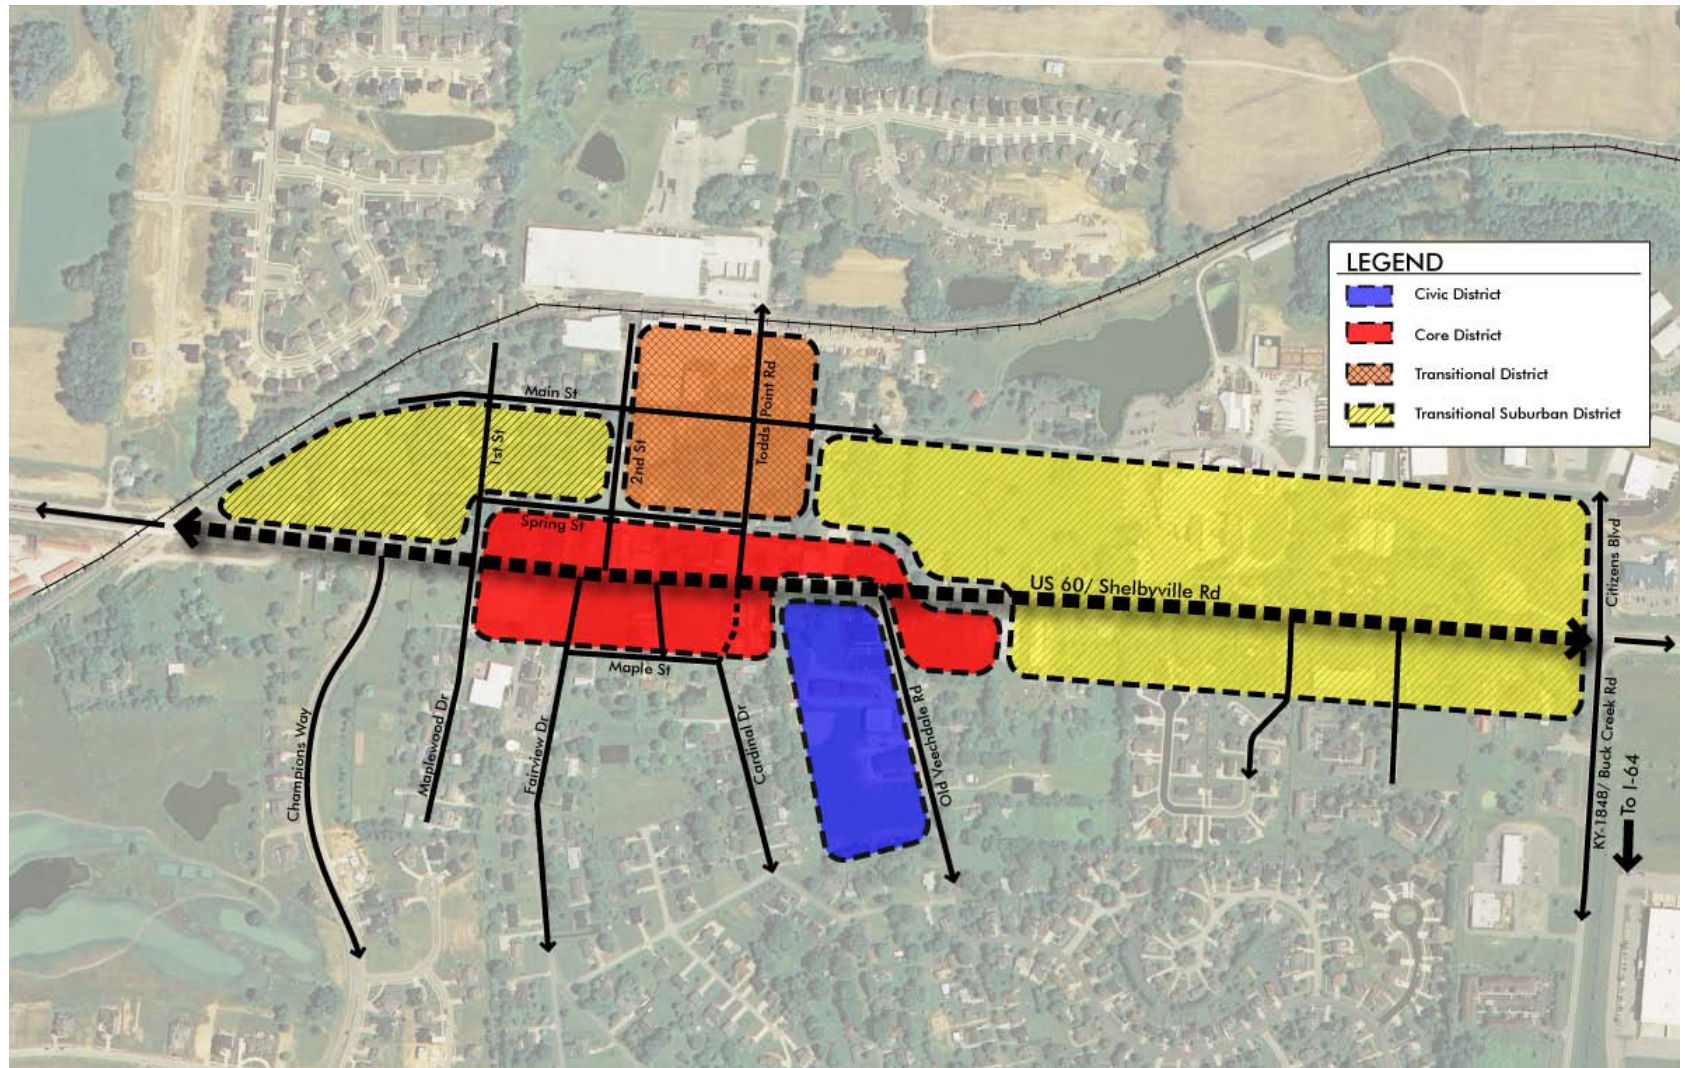 LEGEND
Civic District
Core District
Transitional District
Transitional Suburban District
Main St
Todds Point Rd
1st St
2nd St
Spring St
Citizens Blvd
US 60/ Shelbyville Rd
Maple St
Champions Way
Maplewood Dr
Fairview Dr
Cardinal Dr
Old Veechdale Rd
KY-1848/ Buck Creek Rd
To I-64